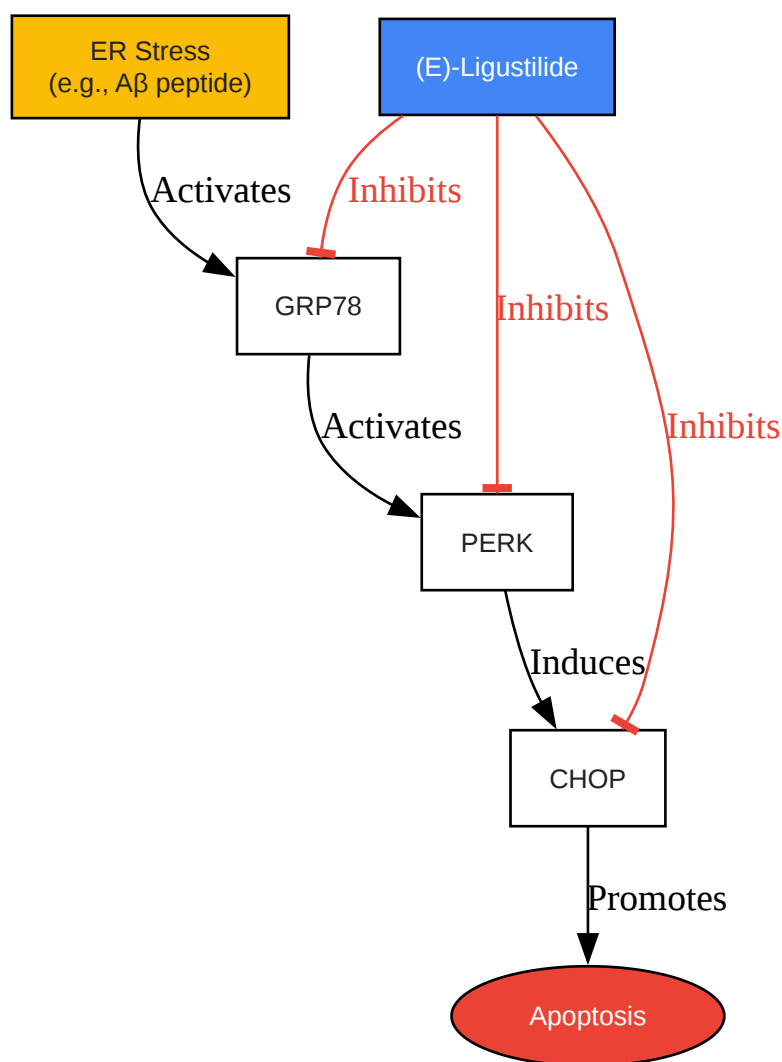 ER Stress
(e.g., Aβ peptide)
(E)-Ligustilide
Activates
Inhibits
GRP78
Inhibits
Activates
Inhibits
PERK
Induces
CHOP
Promotes
Apoptosis